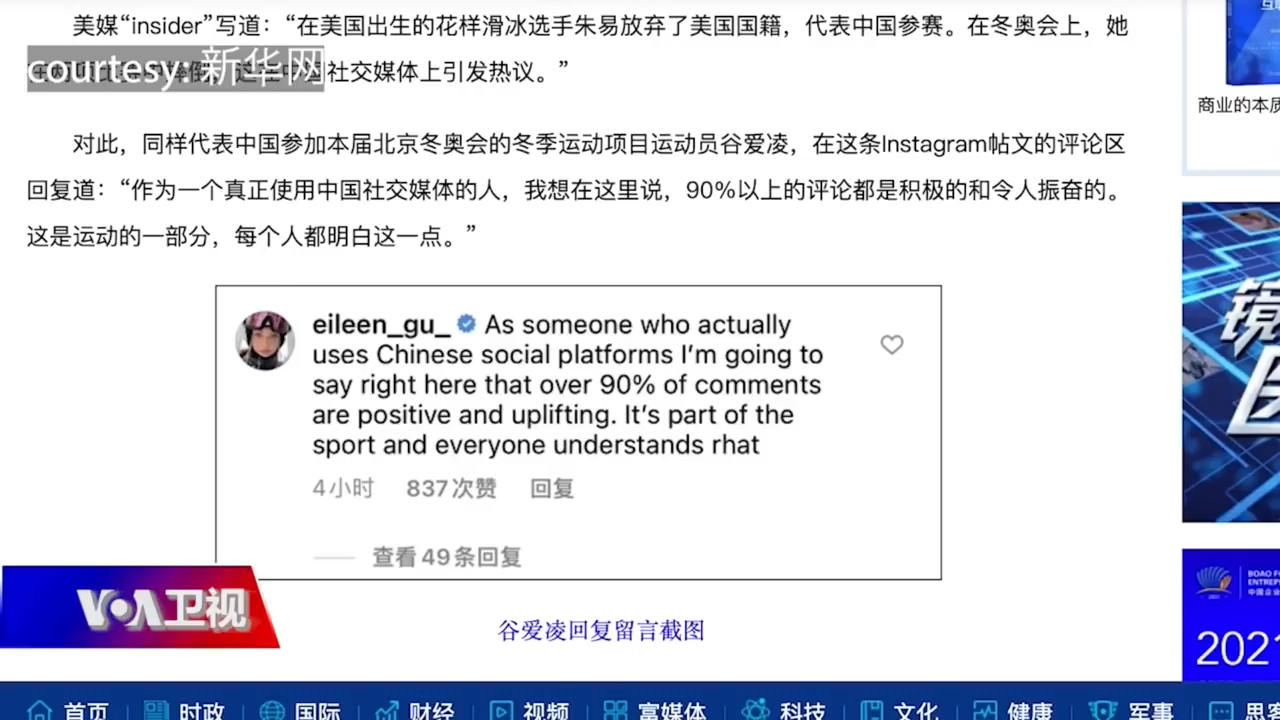 美媒“insider”写道：“在美国出生的花样滑冰选手朱易放弃了美国国籍，代表中国参赛。在冬奥会上，她
courtesy: 新华网
社交媒体上引发热议。”
对此，同样代表中国参加本届北京冬奥会的冬季运动项目运动员谷爱凌，在这条Instagram帖文的评论区
回复道：“作为一个真正使用中国社交媒体的人，我想在这里说，90%以上的评论都是积极的和令人振奋的。
这是运动的一部分，每个人都明白这一点。”
eileen_gu_ As someone who actually
uses Chinese social platforms I’m going to
say right here that over 90% of comments
are positive and uplifting. It’s part of the
sport and everyone understands rhat
4小时 837次赞 回复
查看49条回复
谷爱凌回复留言截图
VOA卫视
商业的本质
镜
医
BOAO F
ENTREP
中国企业
2021
首页 时政 国际 财经 视频 富媒体 科技 文化 健康 军事 思客